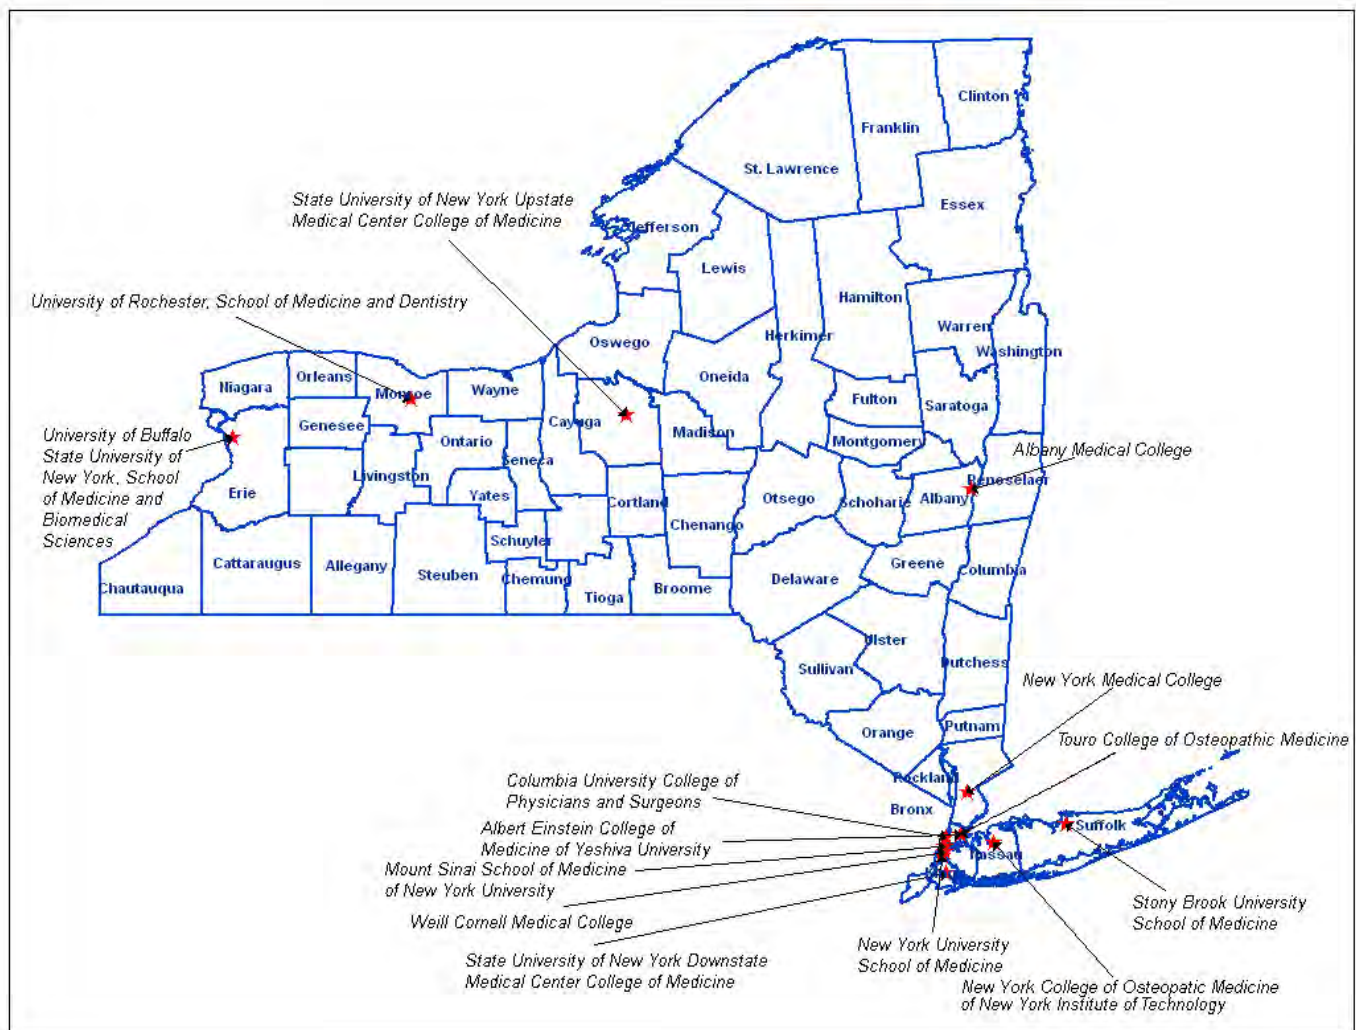 Clinton
Franklin
St. Lawrence
Essex
State University of New York Upstate
Medical Center College of Medicine
Jefferson
Lewis
Hamilton
University of Rochester, School of Medicine and Dentistry
Warren
Herkimer
Oswego
Washington
Orleans
Oneida
Niagara
Monroe
Wayne
Fulton
Saratoga
Cayuga
Genesee
Madison
Montgomery
Ontario
University of Buffalo
State University of
New York, School
of Medicine and
Biomedical
Sciences
Albany Medical College
Seneca
Livingston
Rensselaer
Erie
Yates
Cortland
Otsego
Schoharie
Albany
Chenango
Schuyler
Cattaraugus
Allegany
Greene
Columbia
Steuben
Chemung
Delaware
Chautauqua
Tioga
Broome
Ulster
Sullivan
Dutchess
New York Medical College
Orange
Putnam
Touro College of Osteopathic Medicine
Rockland
Columbia University College of
Physicians and Surgeons
Bronx
Albert Einstein College of
Medicine of Yeshiva University
Suffolk
Nassau
Mount Sinai School of Medicine
of New York University
Weill Cornell Medical College
Stony Brook University
School of Medicine
New York University
School of Medicine
State University of New York Downstate
Medical Center College of Medicine
New York College of Osteopatic Medicine
of New York Institute of Technology